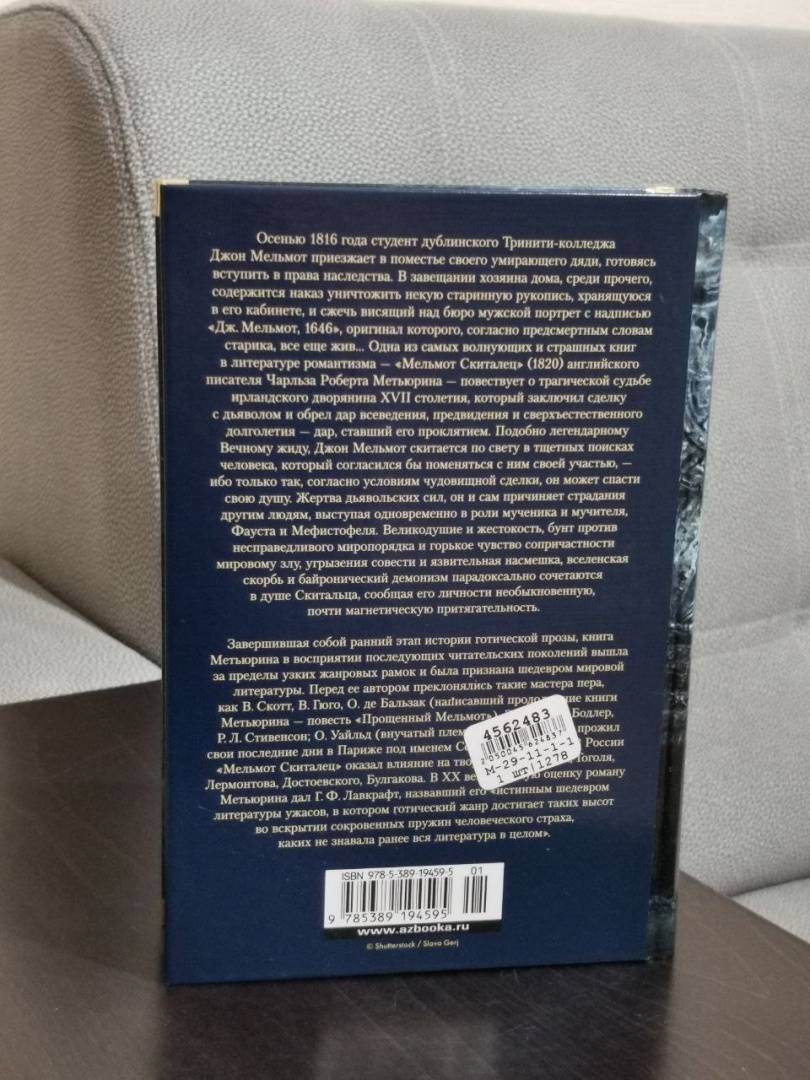 Осенью 1816 года студент дублинского Тринити-колледжа
Джон Мельмот приезжает в поместье своего умирающего дяди, готовясь
вступить в права наследства. В завещании хозяина дома, среди прочего,
содержится наказ уничтожить некую старинную рукопись, хранящуюся
в его кабинете, и сжечь висящий над бюро мужской портрет с надписью
«Дж. Мельмот, 1646», оригинал которого, согласно предсмертным словам
старика, все еще жив... Одна из самых волнующих и страшных книг
в литературе романтизма — «Мельмот Скиталец» (1820) английского
писателя Чарльза Роберта Метьюрина — повествует о трагической судьбе
ирландского дворянина XVII столетия, который заключил сделку
с дьяволом и обрел дар всеведения, предвидения и сверхъестественного
долголетия — дар, ставший его проклятием. Подобно легендарному
Вечному жиду, Джон Мельмот скитается по свету в тщетных поисках
человека, который согласился бы поменяться с ним своей участью, —
ибо только так, согласно условиям чудовищной сделки, он может спасти
свою душу. Жертва дьявольских сил, он и сам причиняет страдания
другим людям, выступая одновременно в роли мученика и мучителя,
Фауста и Мефистофеля. Великодушие и жестокость, бунт против
несправедливого миропорядка и горькое чувство сопричастности
мировому злу, угрызения совести и язвительная насмешка, вселенская
скорбь и байронический демонизм парадоксально сочетаются
в душе Скитальца, сообщая его личности необыкновенную,
почти магнетическую притягательность.
Завершившая собой ранний этап истории готической прозы, книга
Метьюрина в восприятии последующих читательских поколений вышла
за пределы узких жанровых рамок и была признана шедевром мировой
литературы. Перед ее автором преклонялись такие мастера пера,
как В. Скотт, В. Гюго, О. де Бальзак (написавший книги
Метьюрина — повесть «Прощенный Мельмот»), Бодлер,
Р. Л. Стивенсон; О. Уайльд (внучатый прожил
свои последние дни в Париже под именем России
«Мельмот Скиталец» оказал влияние на Гоголя,
Лермонтова, Достоевского, Булгакова. В XX оценку роману
Метьюрина дал Г. Ф. Лавкрафт, назвавший его «истинным шедевром
литературы ужасов, в котором готический жанр достигает таких высот
во вскрытии сокровенных пружин человеческого страха,
каких не знавала ранее вся литература в целом».
4562483
2050045624837
М-29-11-1-1
1 шт|1278
ISBN 978-5-389-19459-5 01
9 785389 194595
www.azbooka.ru
© Shutterstock / Slava Gerj